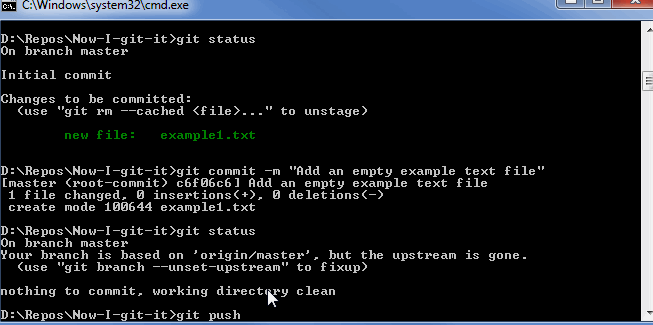 C:\Windows\system32\cmd.exe
D:\Repos\Now-I-git-it>git status
On branch master
Initial commit
Changes to be committed:
(use "git rm --cached <file>..." to unstage)
new file: example1.txt
D:\Repos\Now-I-git-it>git commit -m "Add an empty example text file"
[master (root-commit) c6f06c6] Add an empty example text file
1 file changed, 0 insertions(+), 0 deletions(-)
create mode 100644 example1.txt
D:\Repos\Now-I-git-it>git status
On branch master
Your branch is based on 'origin/master', but the upstream is gone.
(use "git branch --unset-upstream" to fixup)
nothing to commit, working directory clean
D:\Repos\Now-I-git-it>git push